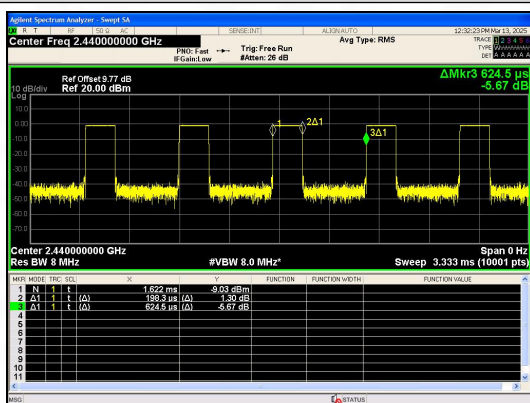 Agilent Spectrum Analyzer - Swept SA
R T RF 50 Ω AC SENSE:INT ALIGNAUTO 12:32:23 PM Mar 13, 2025
Center Freq 2.440000000 GHz Avg Type: RMS TRACE 1 2 3 4 5 6
PNO: Fast Trig: Free Run TYPE
IFGain:Low #Atten: 26 dB DET A A A A A A
Ref Offset 9.77 dB ΔMkr3 624.5 µs
10 dB/div Ref 20.00 dBm -5.67 dB
Log
10.0
0.00
1 2Δ1
-10.0 3Δ1
-20.0
-30.0
-40.0
-50.0
-60.0
-70.0
Center 2.440000000 GHz Span 0 Hz
Res BW 8 MHz #VBW 8.0 MHz* Sweep 3.333 ms (10001 pts)
MKR MODE TRC SCL X Y FUNCTION FUNCTION WIDTH FUNCTION VALUE
1 N 1 t 1.622 ms -9.03 dBm
2 Δ1 1 t (Δ) 198.3 µs (Δ) 1.30 dB
3 Δ1 1 t (Δ) 624.5 µs (Δ) -5.67 dB
4
5
6
7
8
9
10
11
MSG STATUS